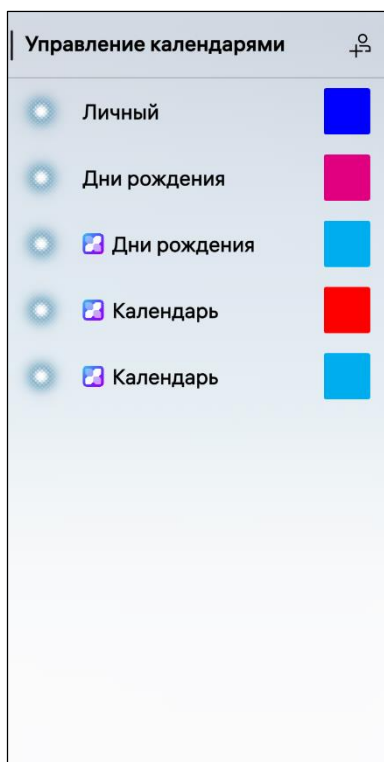 Управление календарями
Личный
Дни рождения
Дни рождения
Календарь
Календарь